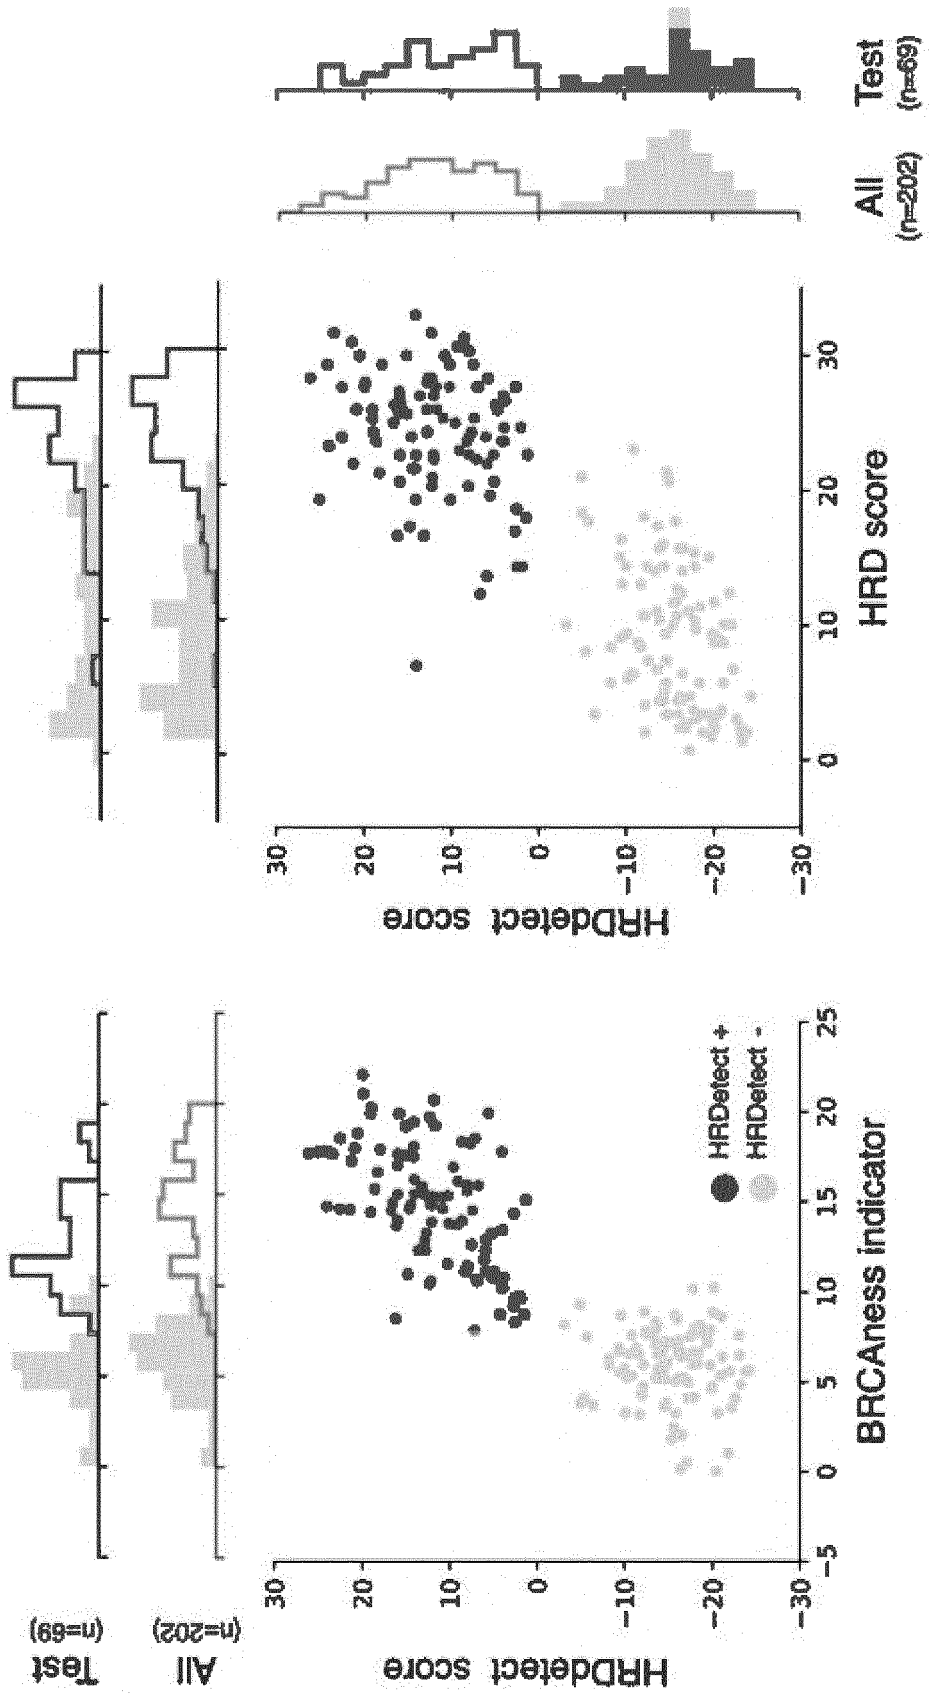 Test
(n=69)
All
(n=202)
30
20
10
0
-10
-20
-30
HRDdetect score
-5
0
5
10
15
20
25
BRCAness indicator
HRDetect +
HRDetect -
30
20
10
0
-10
-20
-30
HRDdetect score
0
10
20
30
HRD score
All
(n=202)
Test
(n=69)